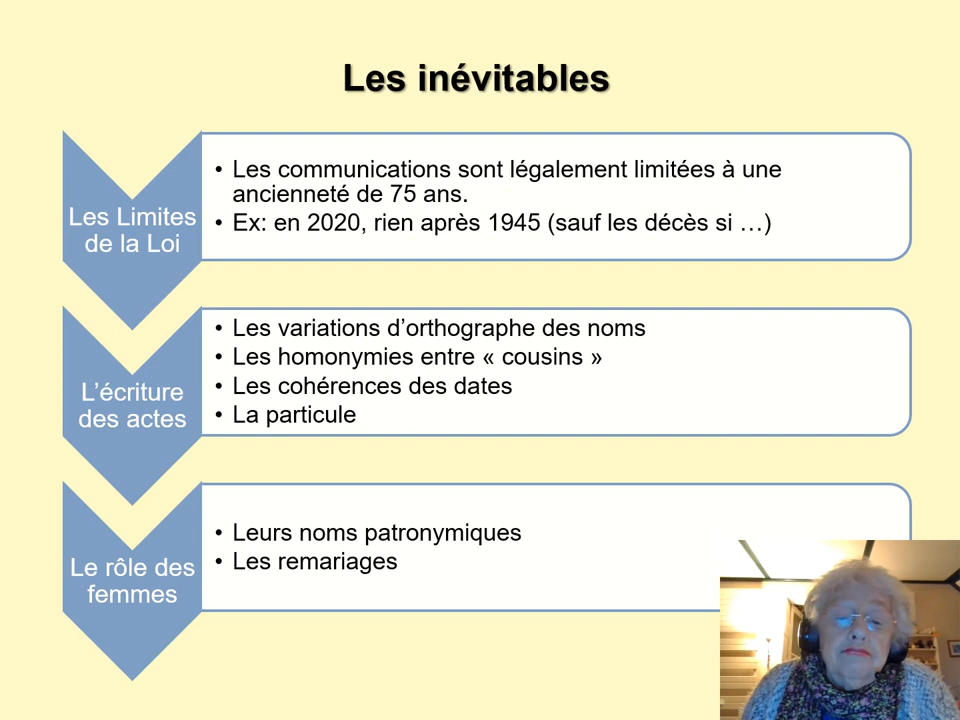 Les inévitables
Les Limites
de la Loi
• Les communications sont légalement limitées à une
ancienneté de 75 ans.
• Ex: en 2020, rien après 1945 (sauf les décès si …)
L’écriture
des actes
• Les variations d’orthographe des noms
• Les homonymies entre « cousins »
• Les cohérences des dates
• La particule
Le rôle des
femmes
• Leurs noms patronymiques
• Les remariages